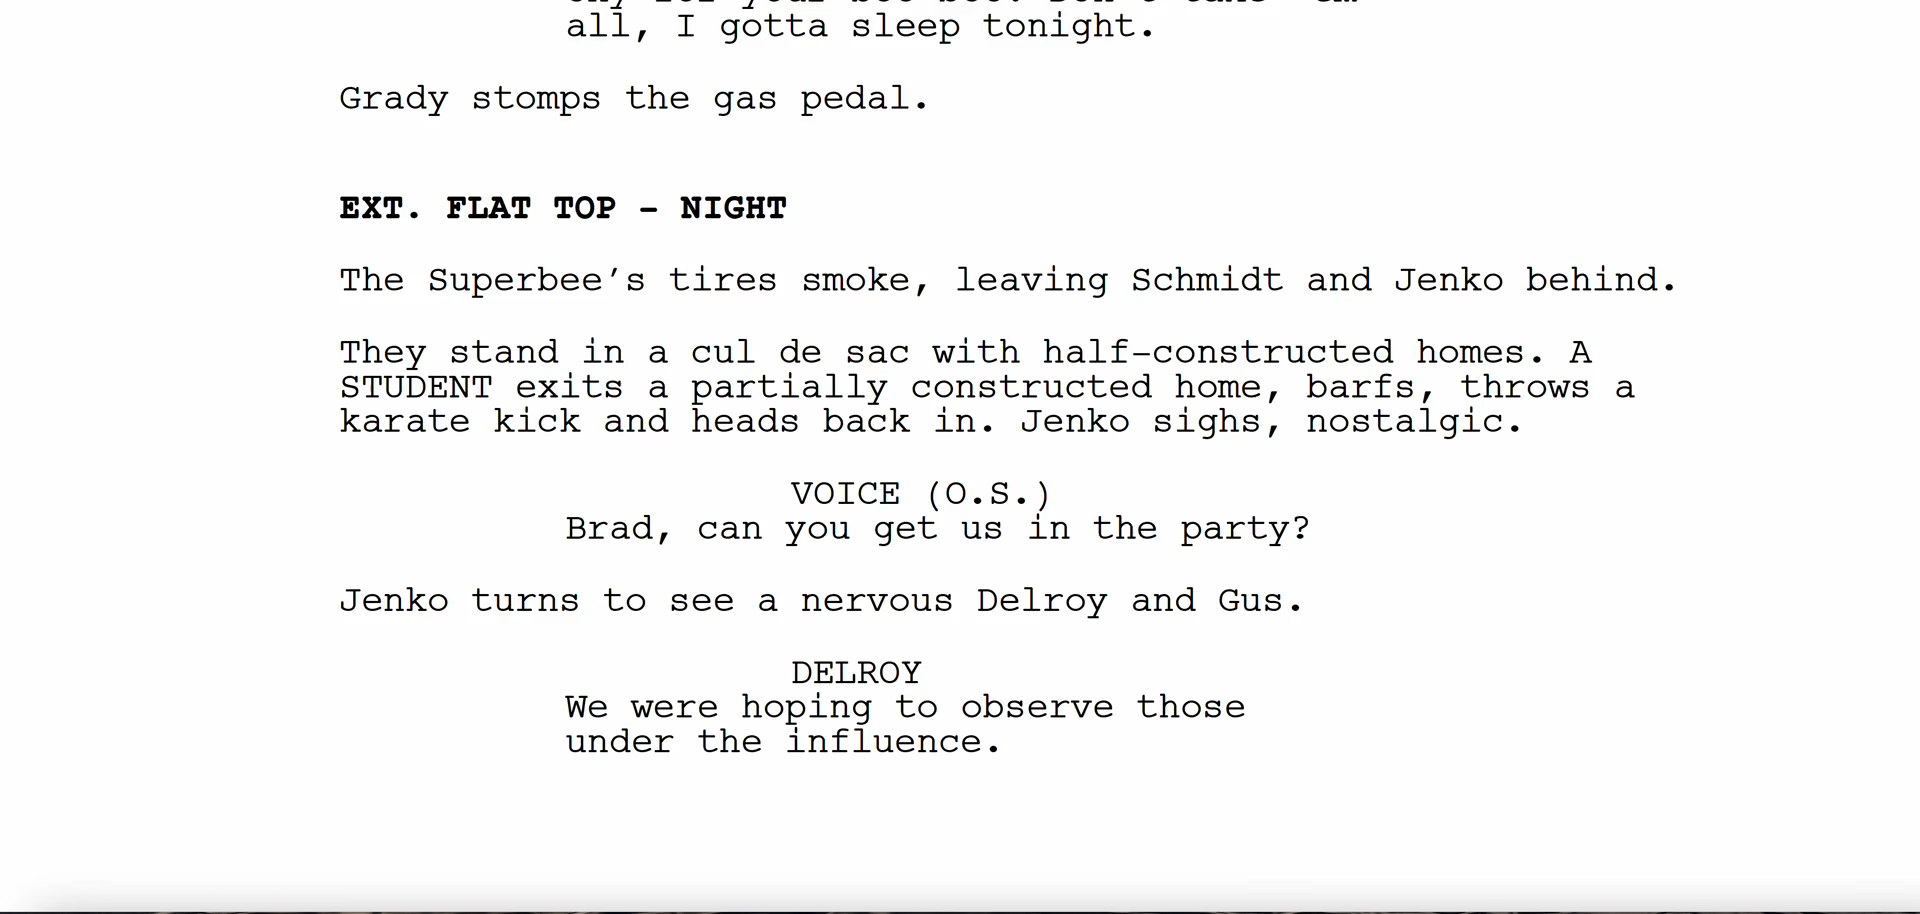 all, I gotta sleep tonight.
Grady stomps the gas pedal.
EXT. FLAT TOP - NIGHT
The Superbee's tires smoke, leaving Schmidt and Jenko behind.
They stand in a cul de sac with half-constructed homes. A
STUDENT exits a partially constructed home, barfs, throws a
karate kick and heads back in. Jenko sighs, nostalgic.
VOICE (O.S.)
Brad, can you get us in the party?
Jenko turns to see a nervous Delroy and Gus.
DELROY
We were hoping to observe those
under the influence.